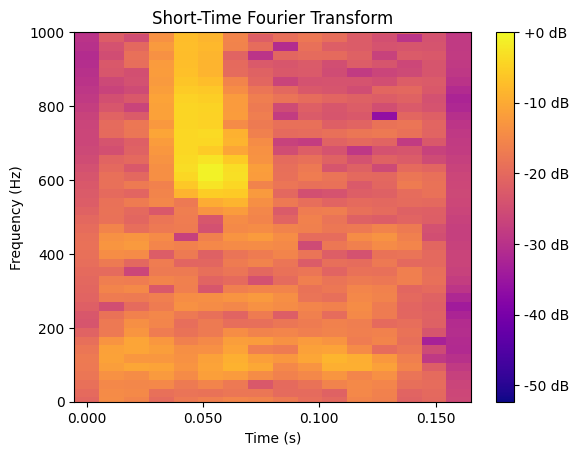 Short-Time Fourier Transform
1000
800
600
400
200
0
Frequency (Hz)
0.000
0.050
0.100
0.150
Time (s)
+0 dB
-10 dB
-20 dB
-30 dB
-40 dB
-50 dB